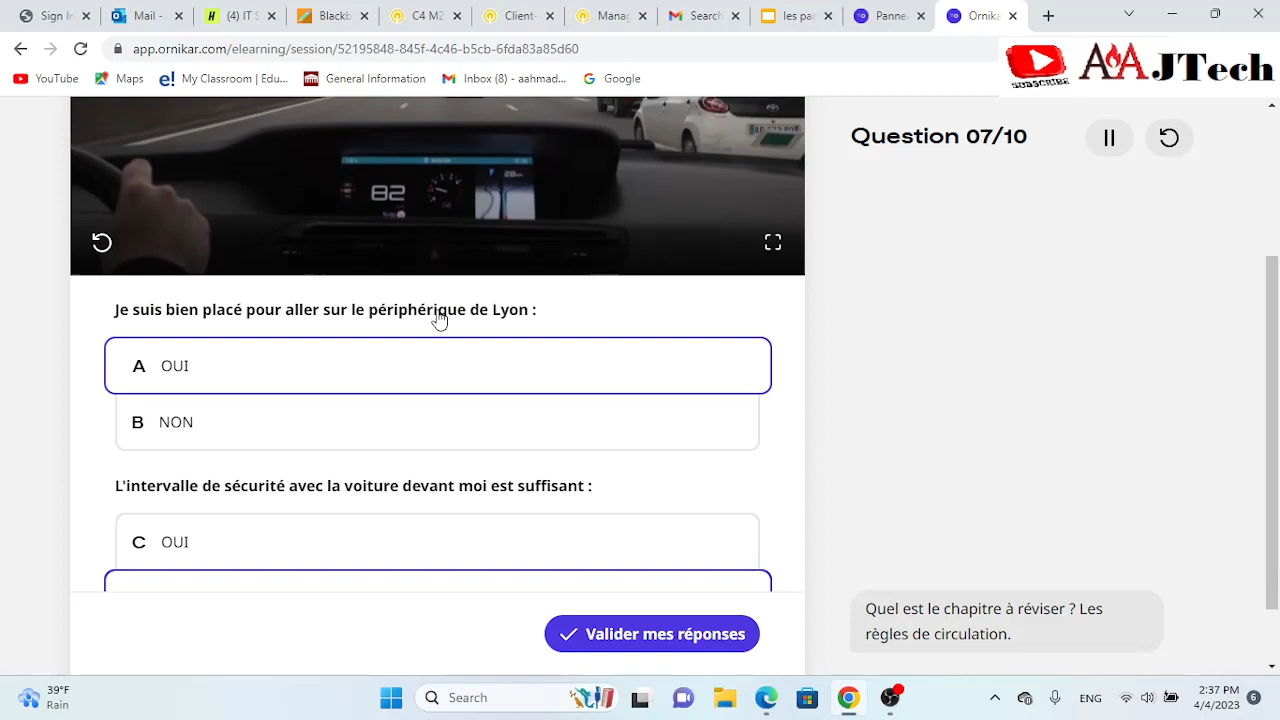 Sign i
Mail -
(4) I
Blackb
C4 M2
Client-
Manag
Search
les pa
Panne
Ornika
app.ornikar.com/elearning/session/52195848-845f-4c46-b5cb-6fda83a85d60
YouTube
Maps
My Classroom | Edu...
General Information
Inbox (8) - aahmad...
Google
SUBSCRIBE
AAJTech
82
Question 07/10
Je suis bien placé pour aller sur le périphérique de Lyon :
A OUI
B NON
L'intervalle de sécurité avec la voiture devant moi est suffisant :
C OUI
Valider mes réponses
Quel est le chapitre à réviser ? Les
règles de circulation.
39°F
Rain
Search
ENG
2:37 PM
4/4/2023
6